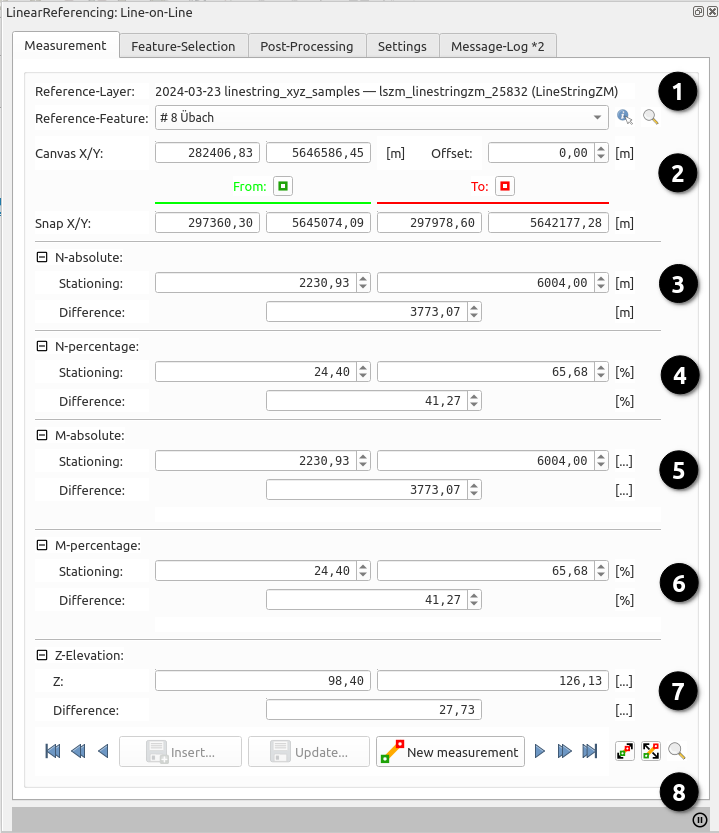 LinearReferencing: Line-on-Line
Measurement Feature-Selection Post-Processing Settings Message-Log *2
Reference-Layer: 2024-03-23 linestring_xyz_samples — lszm_linestringzm_25832 (LineStringZM) 1
Reference-Feature: # 8 Übach
Canvas X/Y: 282406,83 5646586,45 [m] Offset: 0,00 [m] 2
From: To:
Snap X/Y: 297360,30 5645074,09 297978,60 5642177,28 [m]
N-absolute:
Stationing: 2230,93 6004,00 [m] 3
Difference: 3773,07 [m]
N-percentage:
Stationing: 24,40 65,68 [%] 4
Difference: 41,27 [%]
M-absolute:
Stationing: 2230,93 6004,00 [...] 5
Difference: 3773,07 [...]
M-percentage:
Stationing: 24,40 65,68 [%] 6
Difference: 41,27 [%]
Z-Elevation:
Z: 98,40 126,13 [...] 7
Difference: 27,73 [...]
Insert... Update... New measurement
8